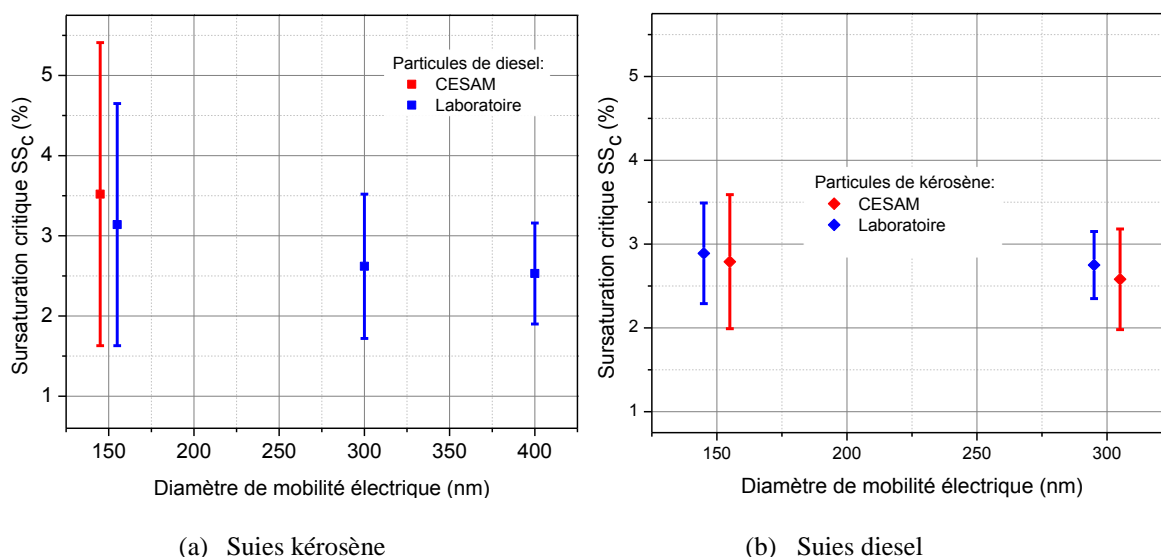 5
4
3
2
1
Sursaturation critique SSC (%)
Particules de diesel:
CESAM
Laboratoire
150 200 250 300 350 400
Diamètre de mobilité électrique (nm)
(a) Suies kérosène
5
4
3
2
1
Sursaturation critique SSC (%)
Particules de kérosène:
CESAM
Laboratoire
150 200 250 300
Diamètre de mobilité électrique (nm)
(b) Suies diesel